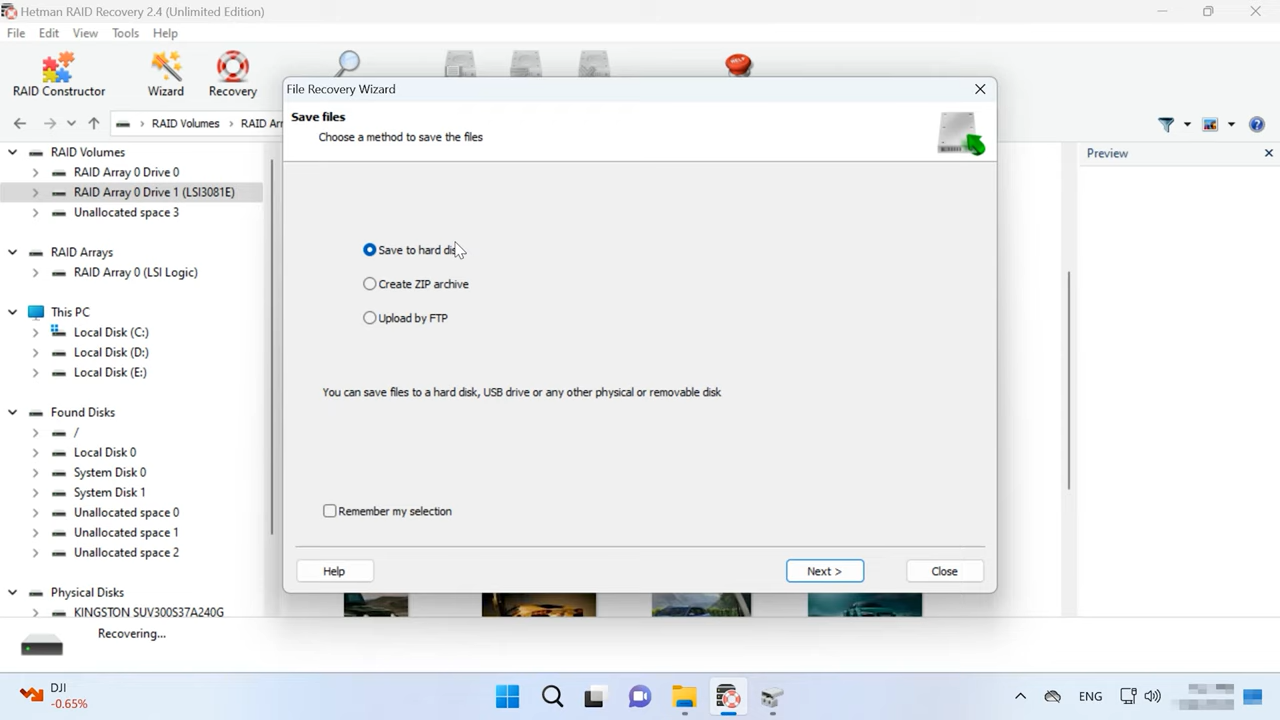 Hetman RAID Recovery 2.4 (Unlimited Edition)
File Edit View Tools Help
RAID Constructor Wizard Recovery
HELP
RAID Volumes RAID Arr
File Recovery Wizard
Save files
Choose a method to save the files
Save to hard dis
Create ZIP archive
Upload by FTP
You can save files to a hard disk, USB drive or any other physical or removable disk
Remember my selection
Help Next > Close
RAID Volumes
RAID Array 0 Drive 0
RAID Array 0 Drive 1 (LSI3081E)
Unallocated space 3
RAID Arrays
RAID Array 0 (LSI Logic)
This PC
Local Disk (C:)
Local Disk (D:)
Local Disk (E:)
Found Disks
/
Local Disk 0
System Disk 0
System Disk 1
Unallocated space 0
Unallocated space 1
Unallocated space 2
Physical Disks
KINGSTON SUV300S37A240G
Preview
Recovering...
DJI
-0.65%
ENG